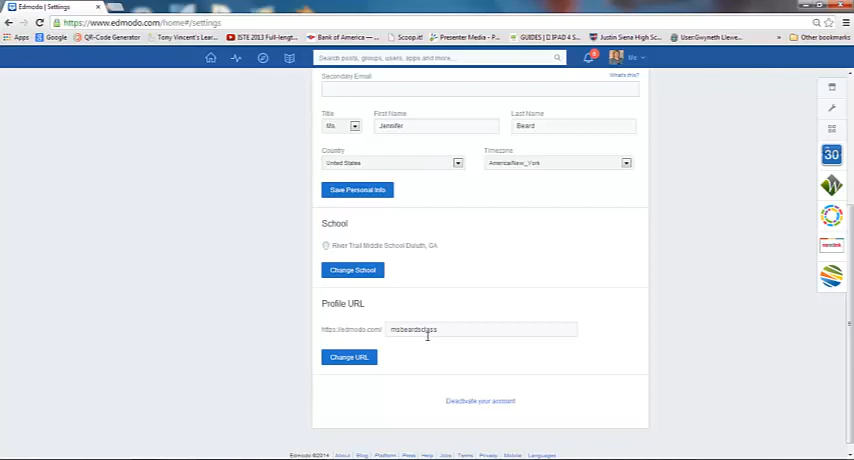 Edmodo | Settings
https://www.edmodo.com/home#/settings
Apps Google QR-Code Generator Tony Vincent's Lear... ISTE 2013 Full-lengt... Bank of America — ... Scoop.it! Presenter Media - P... GUIDES | D IPAD 4 S... Justin Siena High Sc... User:Gwyneth Llewe... » Other bookmarks
Search posts, groups, users, apps and more... Me
Secondary Email What's this?
Title First Name Last Name
Ms. Jennifer Beard
Country Timezone
United States America/New_York
Save Personal Info
School
River Trail Middle School Duluth, GA
Change School
Profile URL
https://edmodo.com/ msbeardsclass
Change URL
Deactivate your account
Edmodo ©2014 About Blog Platform Press Help Jobs Terms Privacy Mobile Languages
30